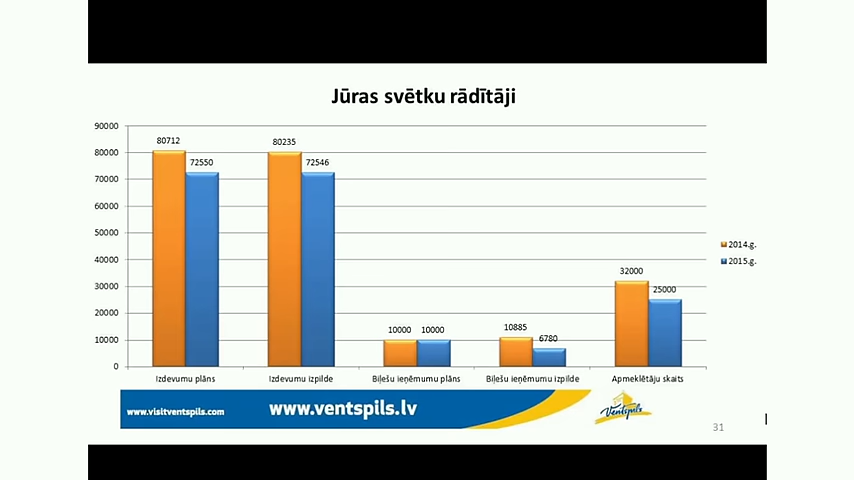 Jūras svētku rādītāji
90000
80000
70000
60000
50000
40000
30000
20000
10000
0
80712
72550
80235
72546
10000
10000
10885
6780
32000
25000
2014.g.
2015.g.
Izdevumu plāns
Izdevumu izpilde
Biļešu ieņēmumu plāns
Biļešu ieņēmumu izpilde
Apmeklētāju skaits
www.visitventspils.com
www.ventspils.lv
Ventspils
31